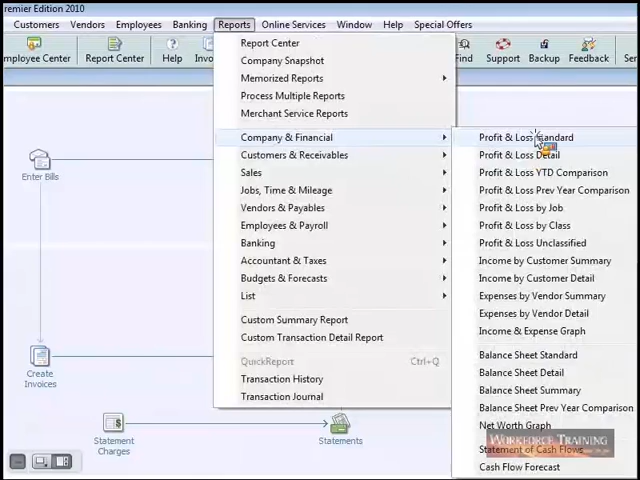 remier Edition 2010
Customers Vendors Employees Banking Reports Online Services Window Help Special Offers
mployee Center Report Center Help Invo Find Support Backup Feedback Ser
Report Center
Company Snapshot
Memorized Reports
Process Multiple Reports
Merchant Service Reports
Company & Financial
Customers & Receivables
Sales
Jobs, Time & Mileage
Vendors & Payables
Employees & Payroll
Banking
Accountant & Taxes
Budgets & Forecasts
List
Custom Summary Report
Custom Transaction Detail Report
QuickReport Ctrl+Q
Transaction History
Transaction Journal
Profit & Loss Standard
Profit & Loss Detail
Profit & Loss YTD Comparison
Profit & Loss Prev Year Comparison
Profit & Loss by Job
Profit & Loss by Class
Profit & Loss Unclassified
Income by Customer Summary
Income by Customer Detail
Expenses by Vendor Summary
Expenses by Vendor Detail
Income & Expense Graph
Balance Sheet Standard
Balance Sheet Detail
Balance Sheet Summary
Balance Sheet Prev Year Comparison
Net Worth Graph
Statement of Cash Flows
Cash Flow Forecast
WORKFORCE TRAINING
Enter Bills
Create
Invoices
Statement
Charges
Statements